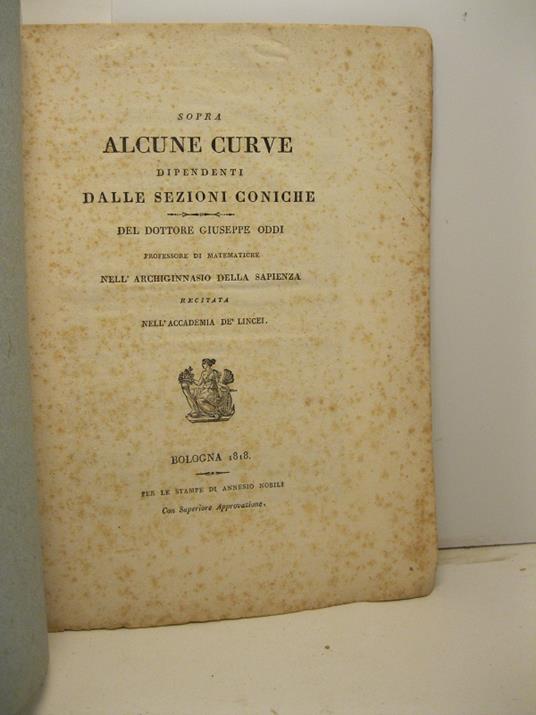 SOPRA
ALCUNE CURVE
DIPENDENTI
DALLE SEZIONI CONICHE
DEL DOTTORE GIUSEPPE ODDI
PROFESSORE DI MATEMATICHE
NELL' ARCHIGINNASIO DELLA SAPIENZA
RECITATA
NELL' ACCADEMIA DE' LINCEI.
BOLOGNA 1818.
PER LE STAMPE DI ANNESIO NOBILI
Con Superiore Approvazione.